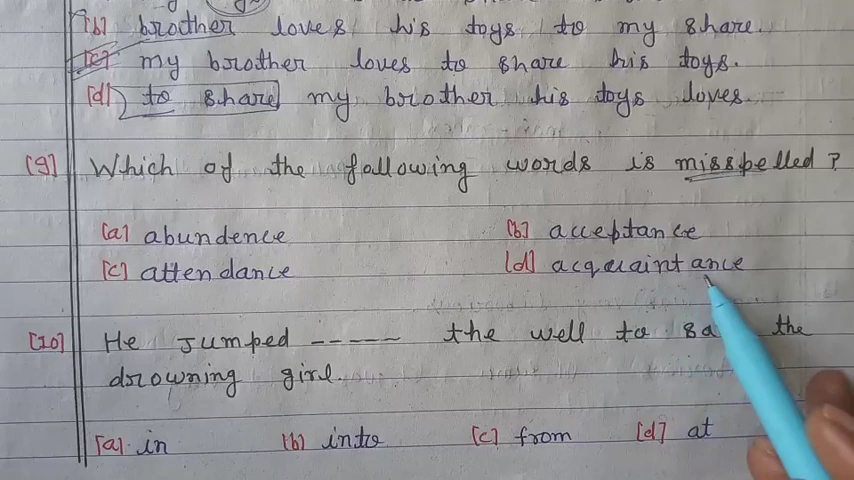 [b] brother loves his toys to my share.
[c] my brother loves to share his toys.
[d] to share my brother his toys loves.
[9] Which of the fallowing words is misspelled ?
[a] abundence [b] acceptance
[c] attendance [d] acquaintance
[10] He Jumped ----- the well to sa the
drowning girl.
[a] in [b] into [c] from [d] at